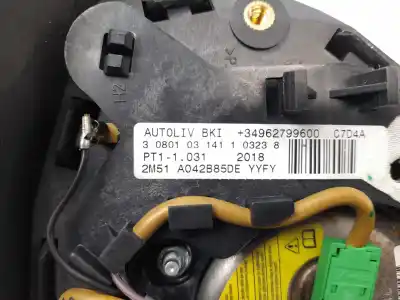 AUTOLIV BKI +34962799600 C7D4A
3 0801 03 141 1 0323 8
PT1-1.031 2018
2M51 A042B85DE YYFY